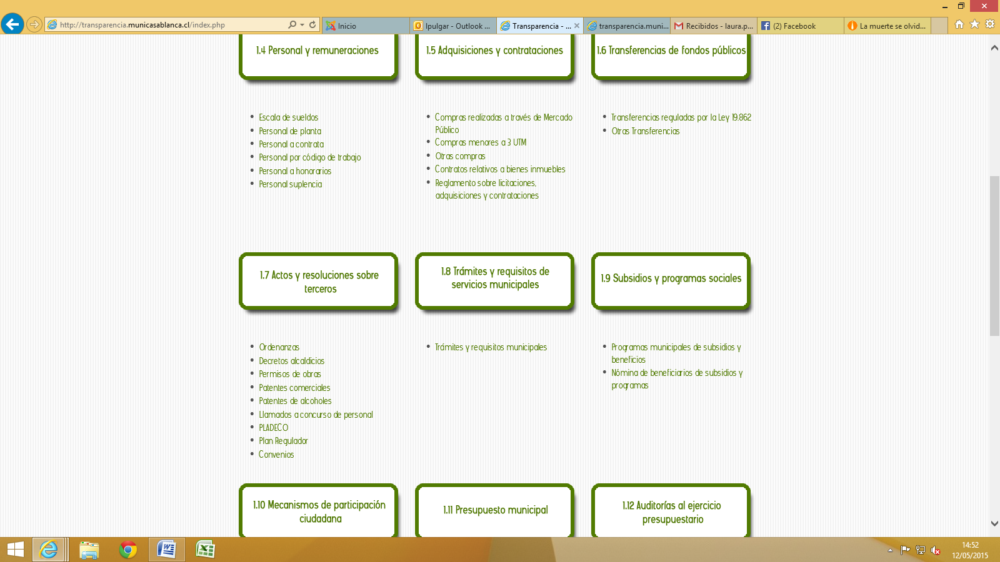 http://transparencia.municasablanca.cl/index.php
Inicio
lpulgar - Outlook ...
Transparencia - ...
transparencia.muni...
Recibidos - laura.p...
(2) Facebook
La muerte se olvid...
1.4 Personal y remuneraciones
1.5 Adquisiciones y contrataciones
1.6 Transferencias de fondos públicos
Escala de sueldos
Personal de planta
Personal a contrata
Personal por código de trabajo
Personal a honorarios
Personal suplencia
Compras realizadas a través de Mercado
Público
Compras menores a 3 UTM
Otras compras
Contratos relativos a bienes inmuebles
Reglamento sobre licitaciones,
adquisiciones y contrataciones
Transferencias reguladas por la Ley 19.862
Otras Transferencias
1.7 Actos y resoluciones sobre
terceros
1.8 Trámites y requisitos de
servicios municipales
1.9 Subsidios y programas sociales
Ordenanzas
Decretos alcaldicios
Permisos de obras
Patentes comerciales
Patentes de alcoholes
Llamados a concurso de personal
PLADECO
Plan Regulador
Convenios
Trámites y requisitos municipales
Programas municipales de subsidios y
beneficios
Nómina de beneficiarios de subsidios y
programas
1.10 Mecanismos de participación
ciudadana
1.11 Presupuesto municipal
1.12 Auditorías al ejercicio
presupuestario
14:52
12/05/2015